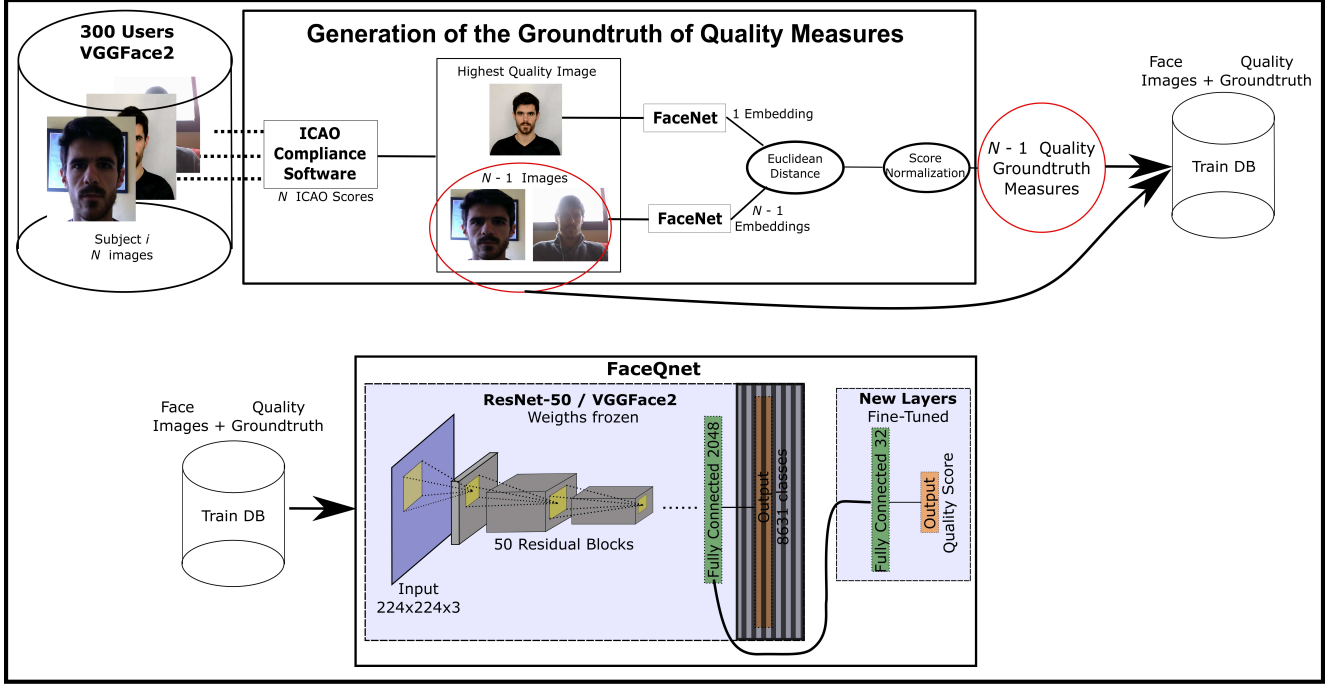 300 Users
VGGFace2
Subject i
N images
Generation of the Groundtruth of Quality Measures
ICAO
Compliance
Software
N ICAO Scores
Highest Quality Image
N - 1 Images
FaceNet
1 Embedding
FaceNet
N - 1
Embeddings
Euclidean
Distance
Score
Normalization
N - 1 Quality
Groundtruth
Measures
Face Quality
Images + Groundtruth
Train DB
Face Quality
Images + Groundtruth
Train DB
FaceQnet
ResNet-50 / VGGFace2
Weigths frozen
Input
224x224x3
50 Residual Blocks
Fully Connected 2048
Output
8631 classes
New Layers
Fine-Tuned
Fully Connected 32
Output
Quality Score